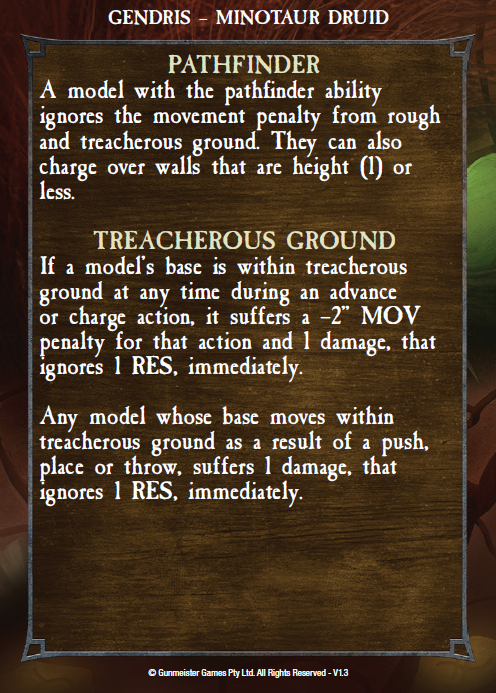 GENDRIS – MINOTAUR DRUID
PATHFINDER
A model with the pathfinder ability
ignores the movement penalty from rough
and treacherous ground. They can also
charge over walls that are height (1) or
less.
TREACHEROUS GROUND
If a model's base is within treacherous
ground at any time during an advance
or charge action, it suffers a –2" MOV
penalty for that action and 1 damage, that
ignores 1 RES, immediately.
Any model whose base moves within
treacherous ground as a result of a push,
place or throw, suffers 1 damage, that
ignores 1 RES, immediately.
© Gunmeister Games Pty Ltd. All Rights Reserved - V1.3